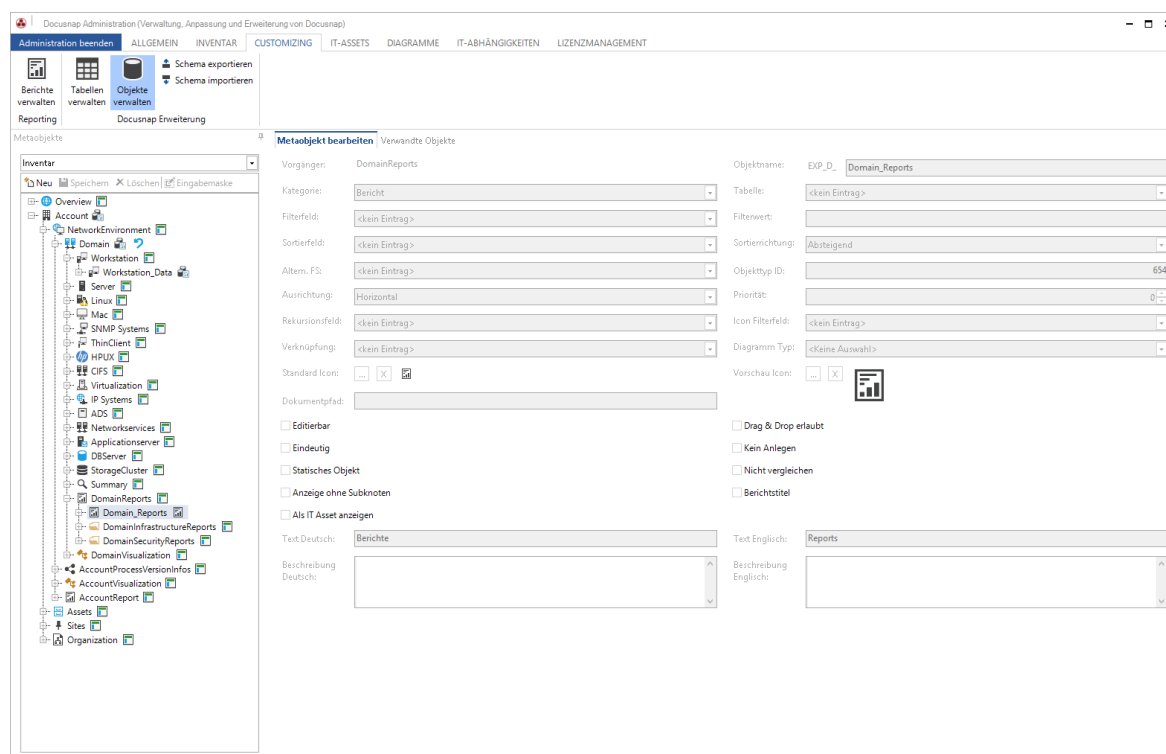 Docusnap Administration (Verwaltung, Anpassung und Erweiterung von Docusnap)
Administration beenden ALLGEMEIN INVENTAR CUSTOMIZING IT-ASSETS DIAGRAMME IT-ABHÄNGIGKEITEN LIZENZMANAGEMENT
Berichte verwalten
Tabellen verwalten
Objekte verwalten
Schema exportieren
Schema importieren
Reporting Docusnap Erweiterung
Metaobjekte
Inventar
Neu Speichern Löschen Eingabemaske
Overview
Account
NetworkEnvironment
Domain
Workstation
Workstation_Data
Server
Linux
Mac
SNMP Systems
ThinClient
HPUX
CIFS
Virtualization
IP Systems
ADS
Networkservices
Applicationserver
DBServer
StorageCluster
Summary
DomainReports
Domain_Reports
DomainInfrastructureReports
DomainSecurityReports
DomainVisualization
AccountProcessVersionInfos
AccountVisualization
AccountReport
Assets
Sites
Organization
Metaobjekt bearbeiten Verwandte Objekte
Vorgänger: DomainReports Objektname: EXP_D_ Domain_Reports
Kategorie: Bericht Tabelle: <kein Eintrag>
Filterfeld: <kein Eintrag> Filterwert:
Sortierfeld: <kein Eintrag> Sortierrichtung: Absteigend
Altern. FS: <kein Eintrag> Objekttyp ID: 654
Ausrichtung: Horizontal Priorität: 0
Rekursionsfeld: <kein Eintrag> Icon Filterfeld: <kein Eintrag>
Verknüpfung: <kein Eintrag> Diagramm Typ: <Keine Auswahl>
Standard Icon: ... X Vorschau Icon: ... X
Dokumentpfad:
Editierbar Drag & Drop erlaubt
Eindeutig Kein Anlegen
Statisches Objekt Nicht vergleichen
Anzeige ohne Subknoten Berichtstitel
Als IT Asset anzeigen
Text Deutsch: Berichte Text Englisch: Reports
Beschreibung Deutsch: Beschreibung Englisch: